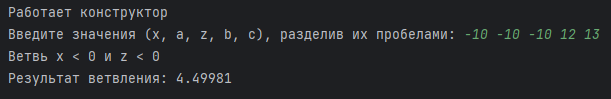 Работает конструктор
Введите значения (x, a, z, b, c), разделив их пробелами: -10 -10 -10 12 13
Ветвь x < 0 и z < 0
Результат ветвления: 4.49981